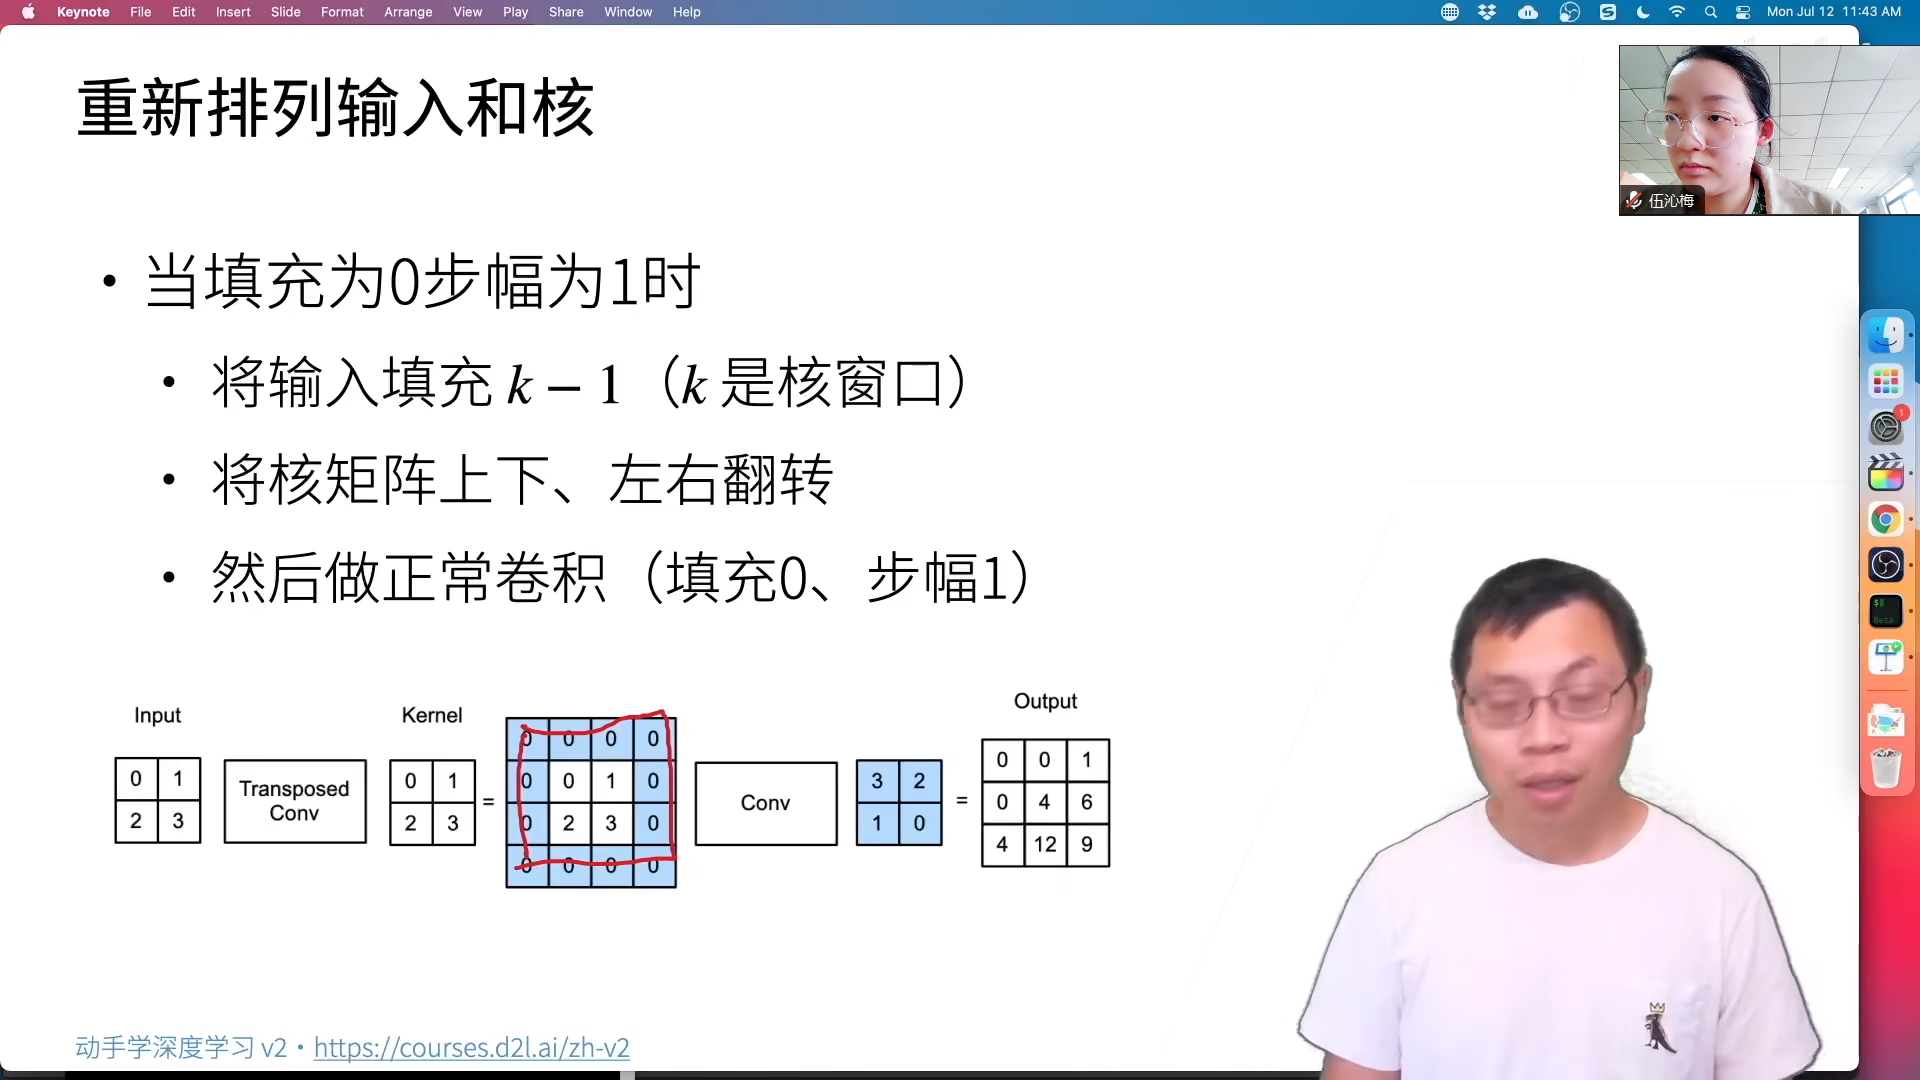 Keynote File Edit Insert Slide Format Arrange View Play Share Window Help
Mon Jul 12 11:43 AM
重新排列输入和核
伍沁梅
• 当填充为0步幅为1时
• 将输入填充 k − 1（k 是核窗口）
• 将核矩阵上下、左右翻转
• 然后做正常卷积（填充0、步幅1）
Input
0 1
2 3
Transposed
Conv
Kernel
0 1
2 3
=
0 0 0 0
0 0 1 0
0 2 3 0
0 0 0 0
Conv
3 2
1 0
=
Output
0 0 1
0 4 6
4 12 9
动手学深度学习 v2 • https://courses.d2l.ai/zh-v2
1
$
Beta